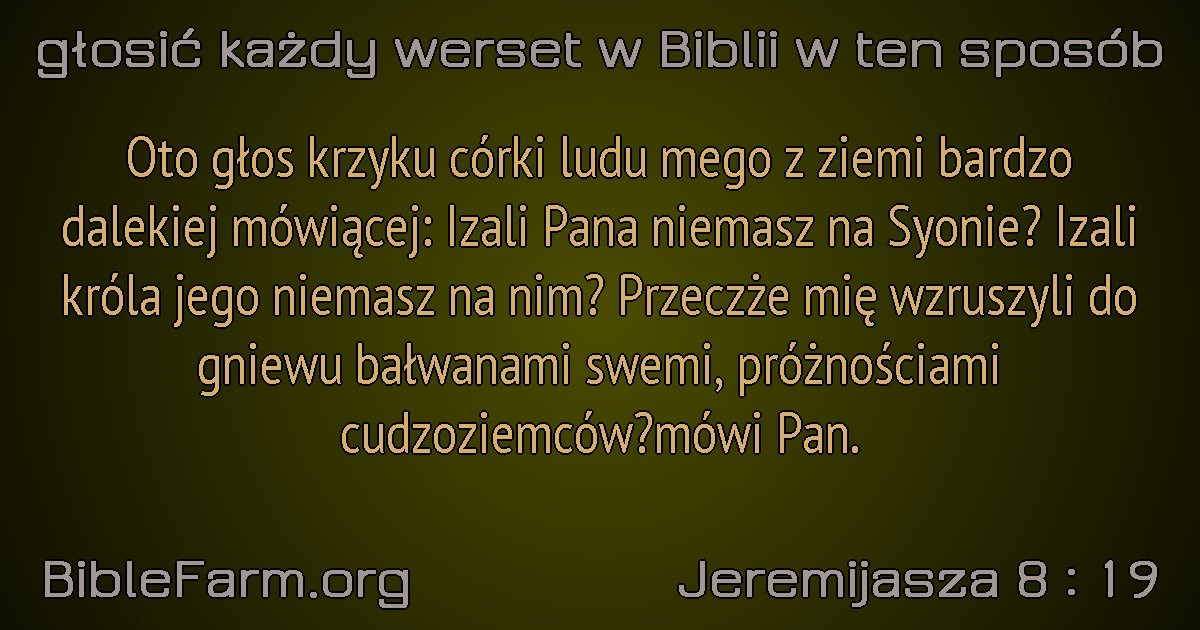 głosić każdy werset w Biblii w ten sposób
Oto głos krzyku córki ludu mego z ziemi bardzo
dalekiej mówiącej: Izali Pana niemasz na Syonie? Izali
króla jego niemasz na nim? Przeczże mię wzruszyli do
gniewu bałwanami swemi, próżnościami
cudzoziemców?mówi Pan.
BibleFarm.org
Jeremijasza 8 : 19